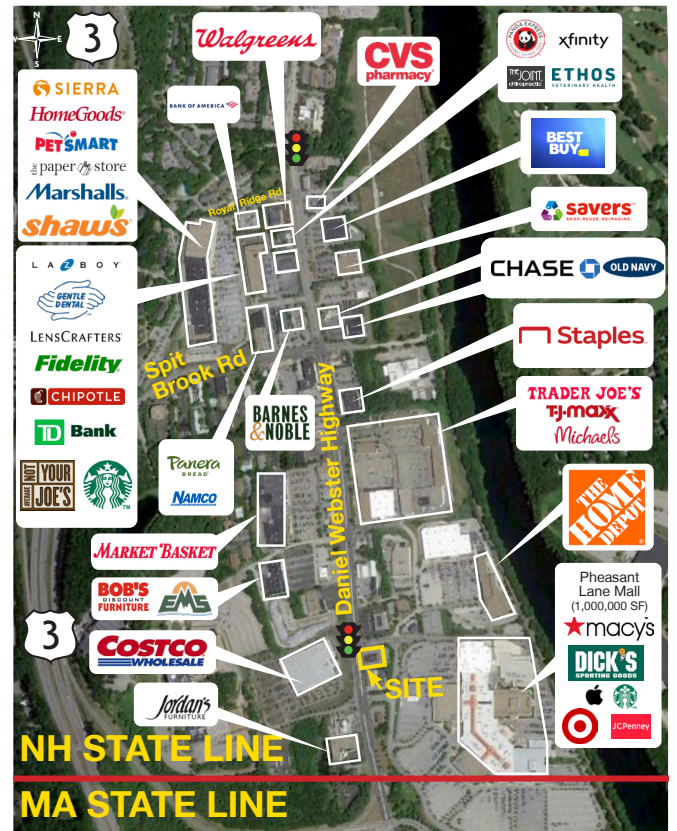 N
W
E
S
3
Walgreens
CVS
pharmacy
PANDA EXPRESS
xfinity
THE JOINT
chiropractic
ETHOS
VETERINARY HEALTH
SIERRA
HomeGoods
PETSMART
the paper store
Marshalls
shaw's
BANK OF AMERICA
BEST
BUY
savers
SHOP. REUSE. REIMAGINE.
Royal Ridge Rd
CHASE
OLD NAVY
LA Z BOY
GENTLE
DENTAL
LENSCRAFTERS
Fidelity
CHIPOTLE
TD Bank
AVERAGE NOT YOUR JOE'S
Spit
Brook Rd
BARNES
&NOBLE
Daniel Webster Highway
Staples
TRADER JOE'S
T·J·maxx
Michaels
Panera
BREAD
NAMCO
THE
HOME
DEPOT
MARKET BASKET
BOB'S
DISCOUNT
FURNITURE
EMS
Pheasant
Lane Mall
(1,000,000 SF)
macy's
DICK'S
SPORTING GOODS
JCPenney
3
COSTCO
WHOLESALE
SITE
Jordan's
FURNITURE
NH STATE LINE
MA STATE LINE